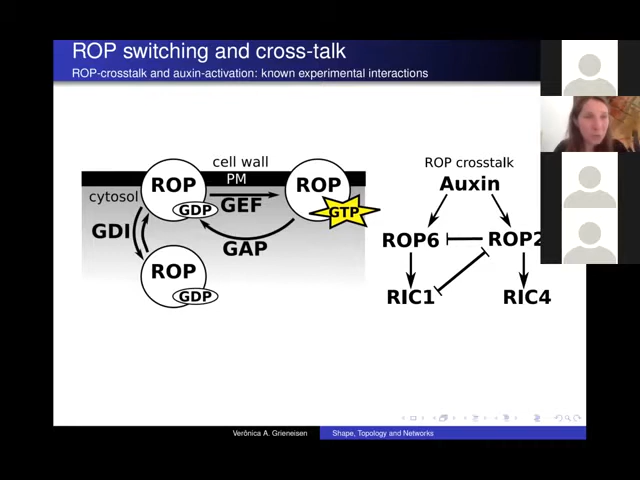 ROP switching and cross-talk
ROP-crosstalk and auxin-activation: known experimental interactions
cell wall
PM
cytosol
ROP
GDP
GEF
ROP
GTP
GDI
GAP
ROP
GDP
ROP crosstalk
Auxin
ROP6
ROP2
RIC1
RIC4
Verônica A. Grieneisen
Shape, Topology and Networks